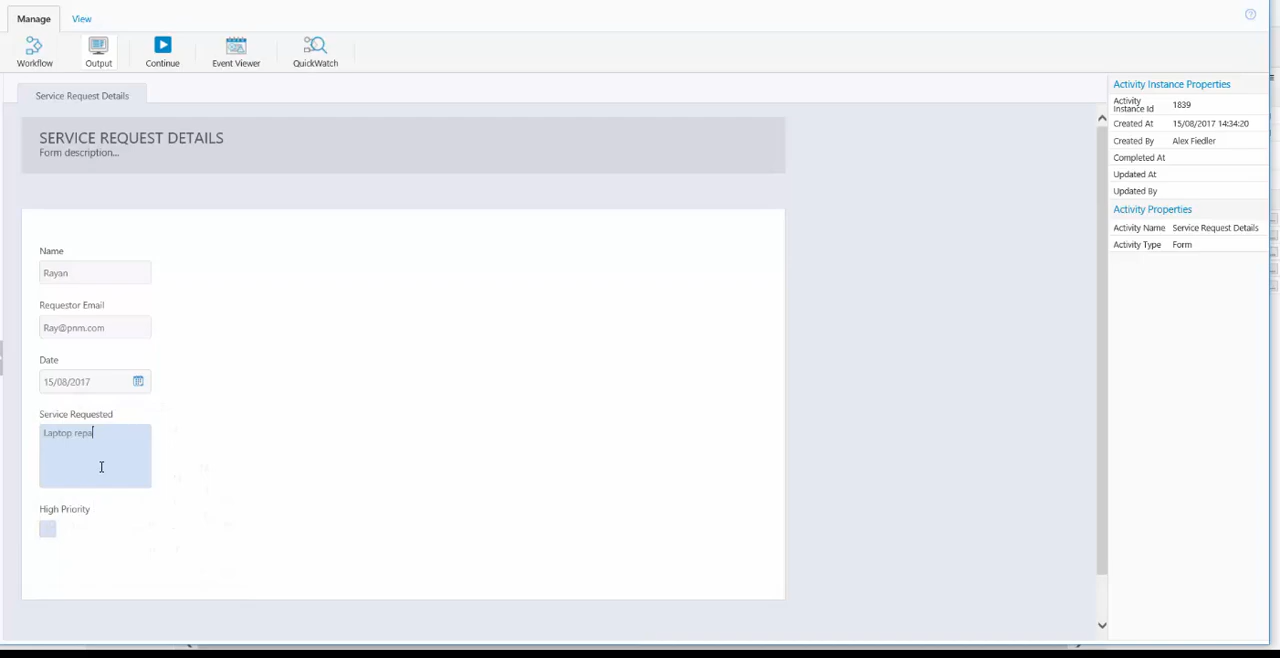 Manage View
Workflow Output Continue Event Viewer QuickWatch
Service Request Details
SERVICE REQUEST DETAILS
Form description...
Name
Rayan
Requestor Email
Ray@pnm.com
Date
15/08/2017
Service Requested
Laptop repa
High Priority
Activity Instance Properties
Activity
Instance Id 1839
Created At 15/08/2017 14:34:20
Created By Alex Fiedler
Completed At
Updated At
Updated By
Activity Properties
Activity Name Service Request Details
Activity Type Form